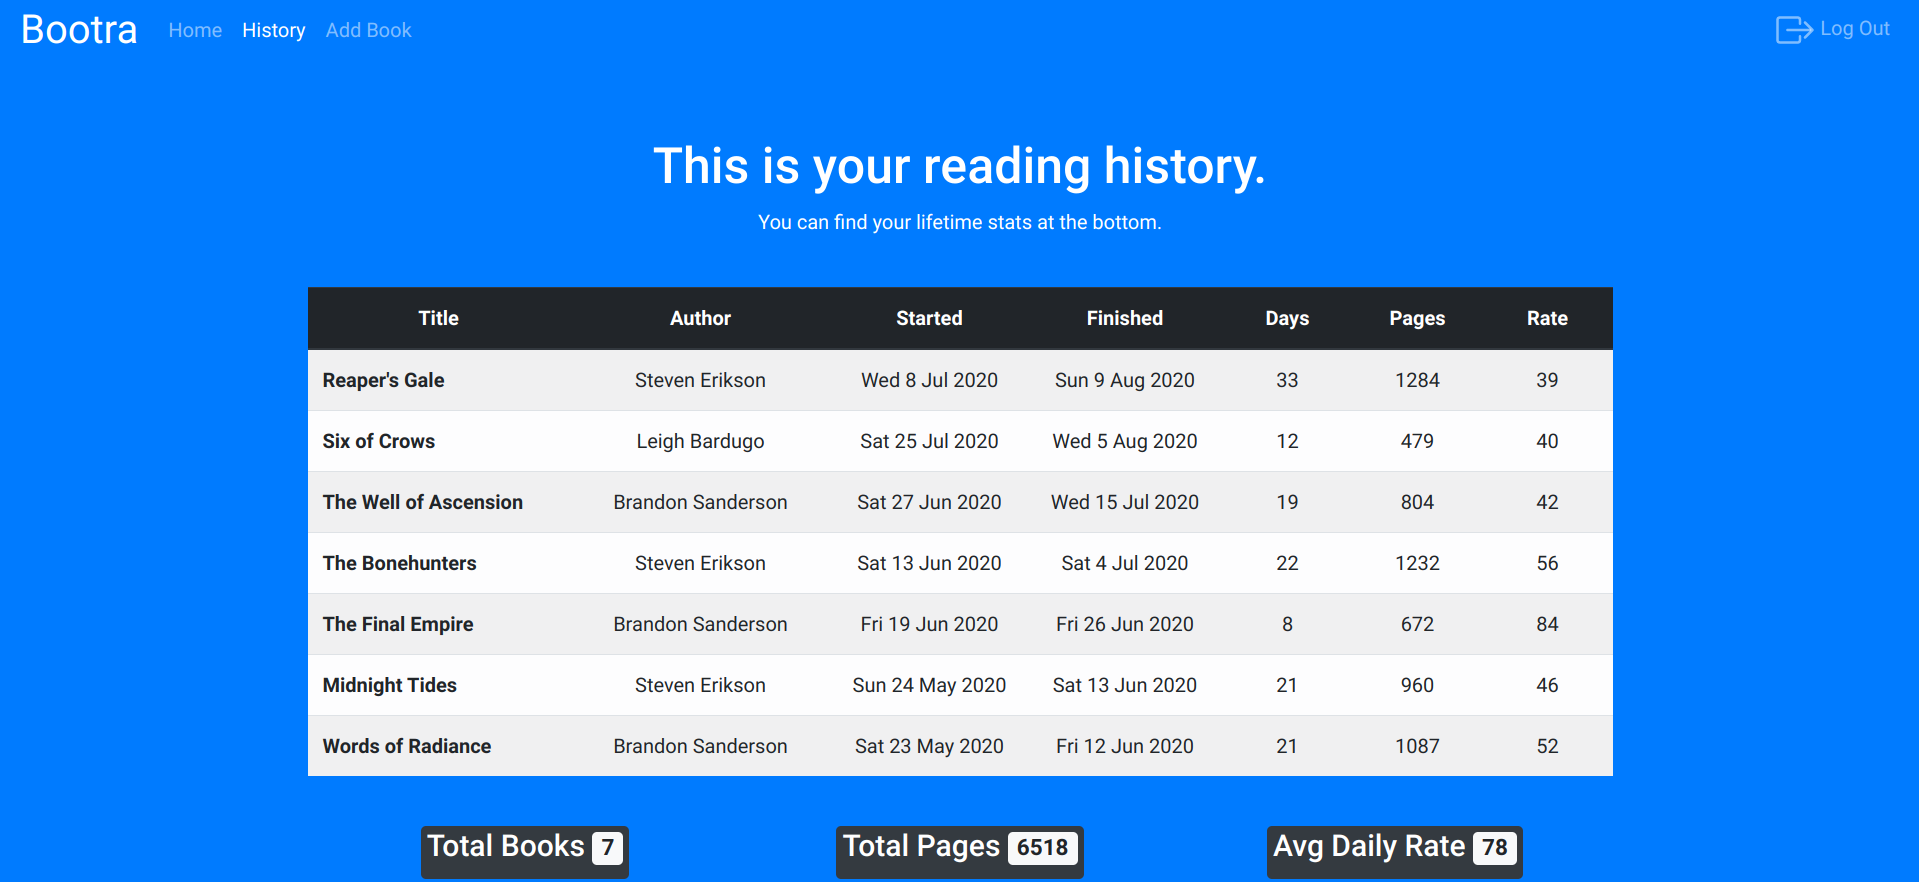 Bootra Home History Add Book Log Out
This is your reading history.
You can find your lifetime stats at the bottom.
Title Author Started Finished Days Pages Rate
Reaper's Gale Steven Erikson Wed 8 Jul 2020 Sun 9 Aug 2020 33 1284 39
Six of Crows Leigh Bardugo Sat 25 Jul 2020 Wed 5 Aug 2020 12 479 40
The Well of Ascension Brandon Sanderson Sat 27 Jun 2020 Wed 15 Jul 2020 19 804 42
The Bonehunters Steven Erikson Sat 13 Jun 2020 Sat 4 Jul 2020 22 1232 56
The Final Empire Brandon Sanderson Fri 19 Jun 2020 Fri 26 Jun 2020 8 672 84
Midnight Tides Steven Erikson Sun 24 May 2020 Sat 13 Jun 2020 21 960 46
Words of Radiance Brandon Sanderson Sat 23 May 2020 Fri 12 Jun 2020 21 1087 52
Total Books 7 Total Pages 6518 Avg Daily Rate 78